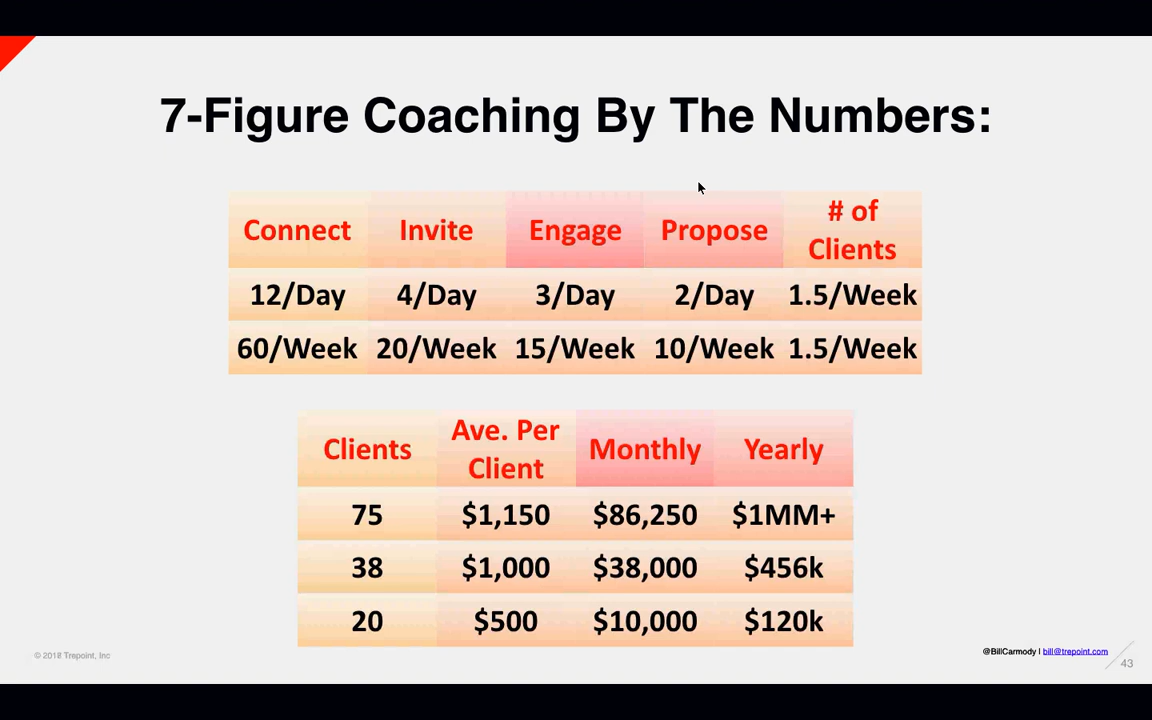 7-Figure Coaching By The Numbers:
Connect Invite Engage Propose # of Clients
12/Day 4/Day 3/Day 2/Day 1.5/Week
60/Week 20/Week 15/Week 10/Week 1.5/Week
Clients Ave. Per Client Monthly Yearly
75 $1,150 $86,250 $1MM+
38 $1,000 $38,000 $456k
20 $500 $10,000 $120k
© 2018 Trepoint, Inc
@BillCarmody | bill@trepoint.com
43